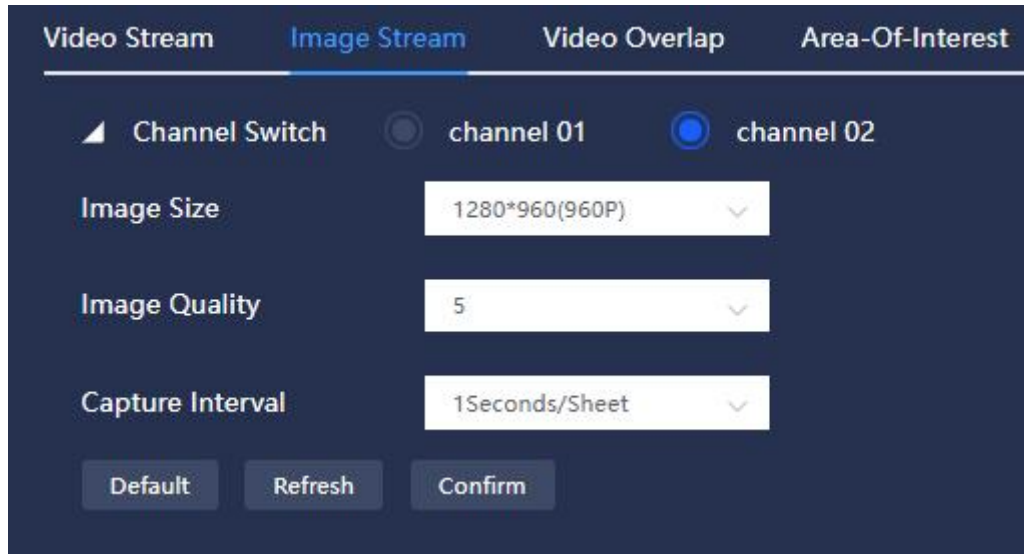 Video Stream Image Stream Video Overlap Area-Of-Interest
Channel Switch channel 01 channel 02
Image Size 1280*960(960P)
Image Quality 5
Capture Interval 1Seconds/Sheet
Default Refresh Confirm